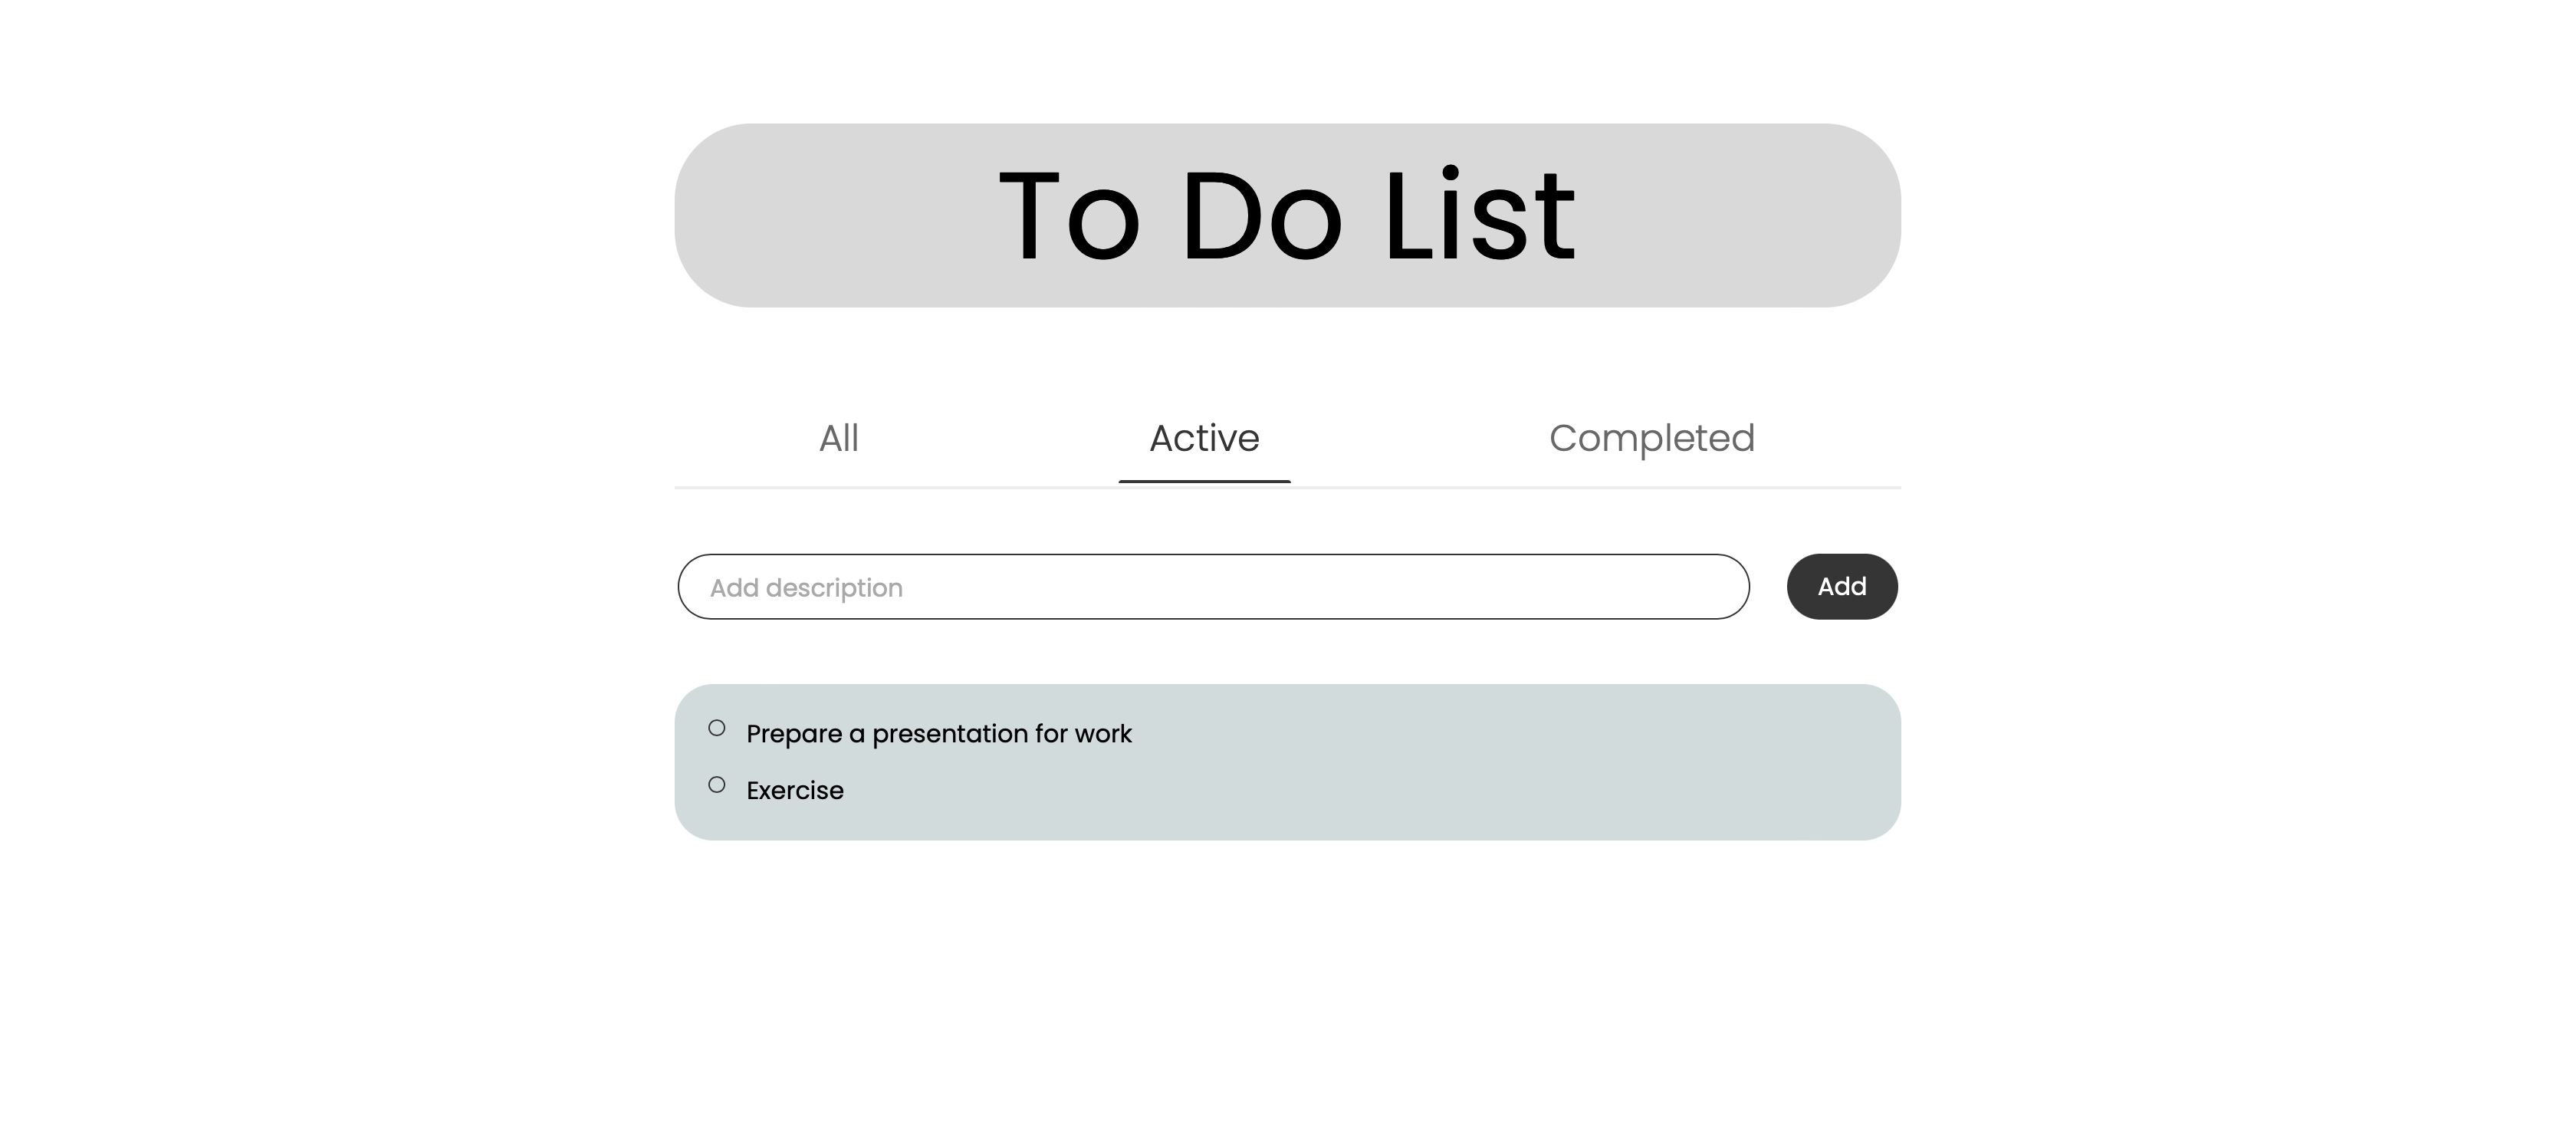 To Do List
All Active Completed
Add description Add
Prepare a presentation for work
Exercise